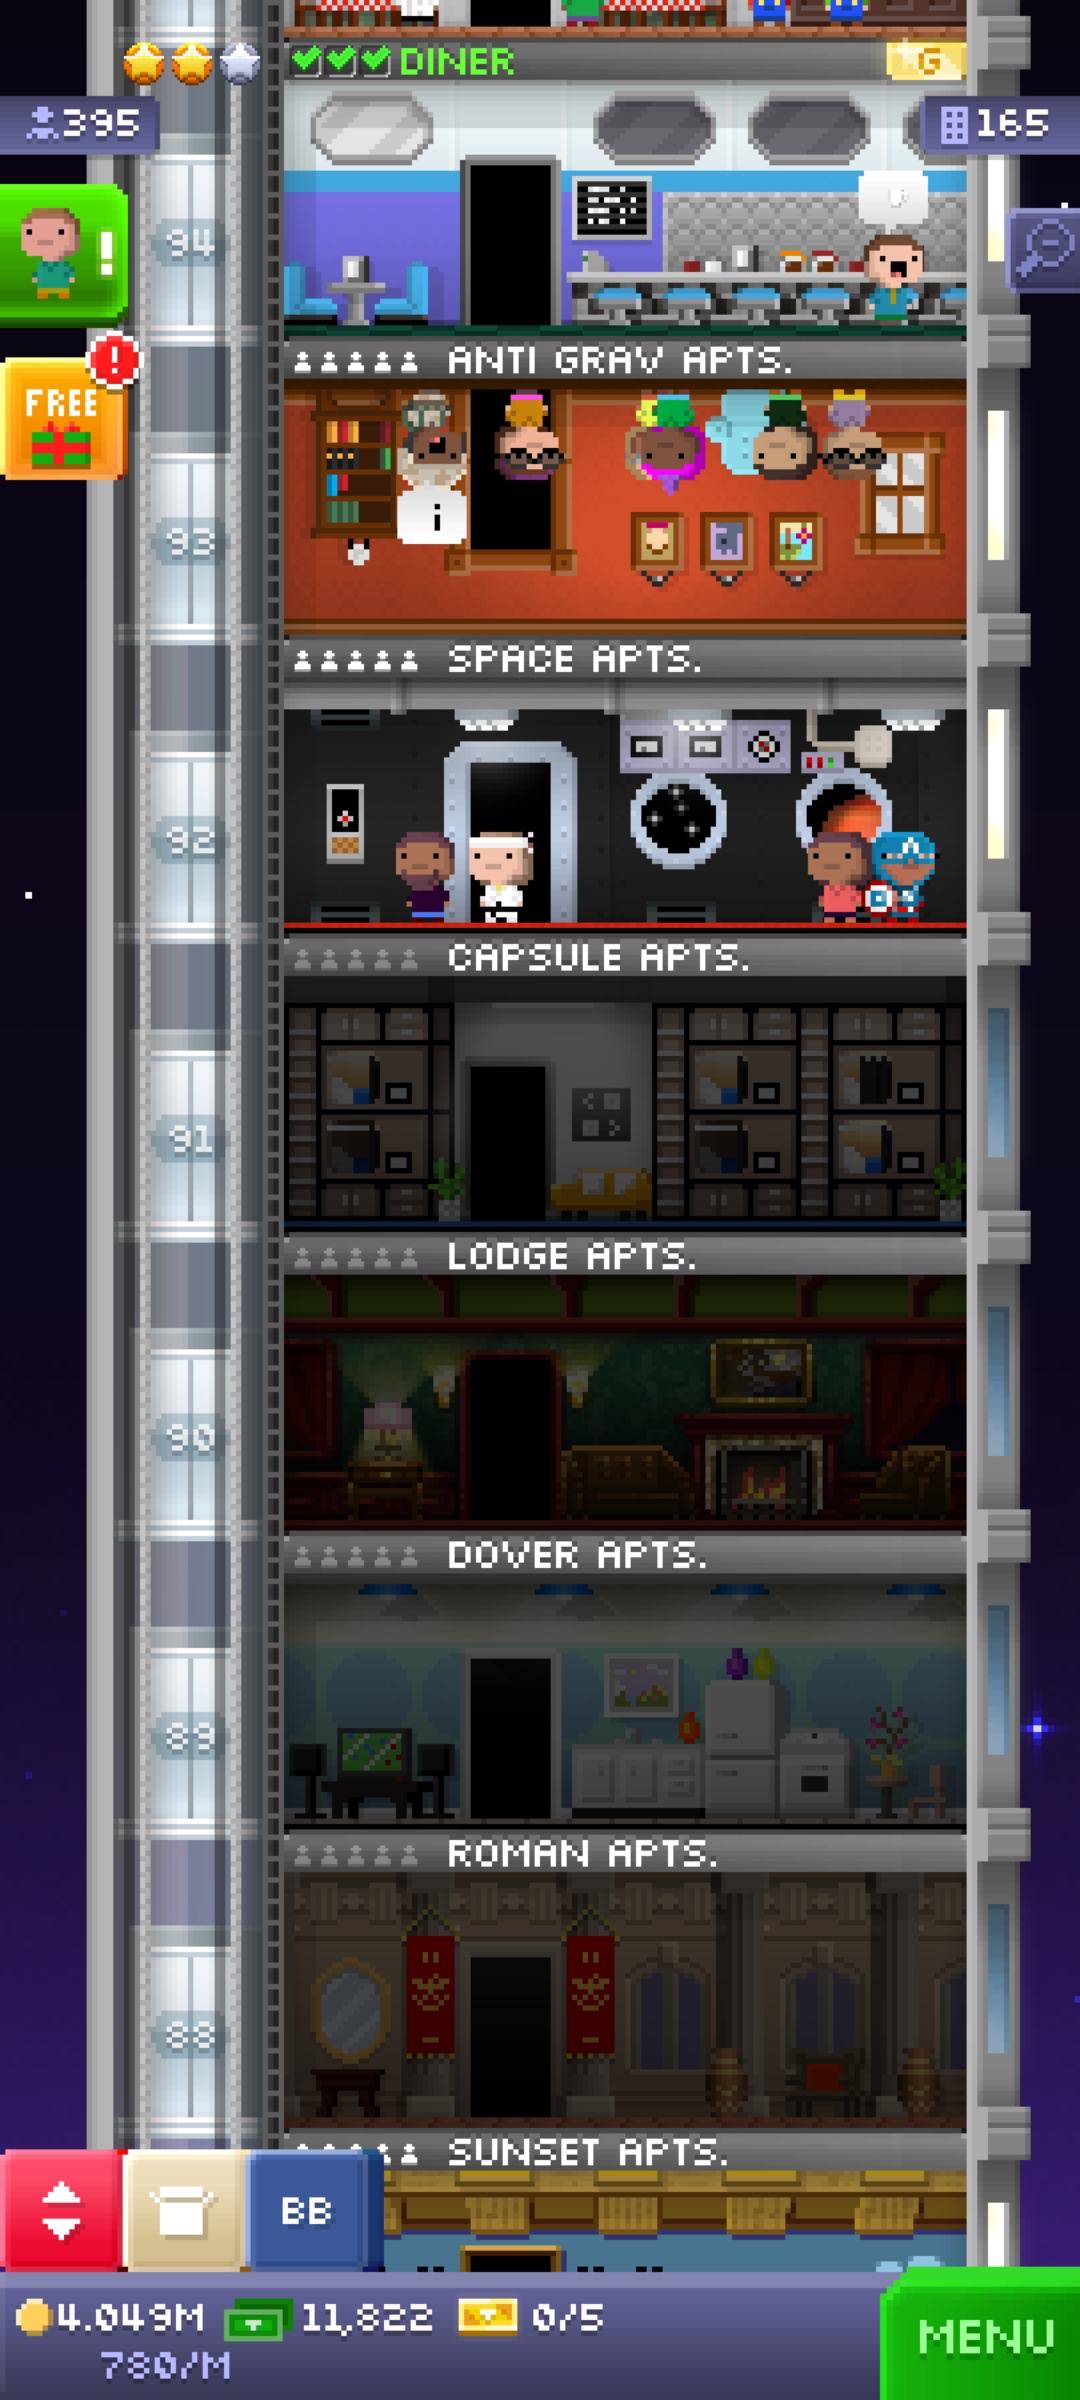 DINER
G
395
165
94
!
ANTI GRAV APTS.
!
FREE
i
93
SPACE APTS.
92
CAPSULE APTS.
91
LODGE APTS.
90
DOVER APTS.
89
ROMAN APTS.
88
SUNSET APTS.
BB
4.049M
11,822
0/5
780/M
MENU